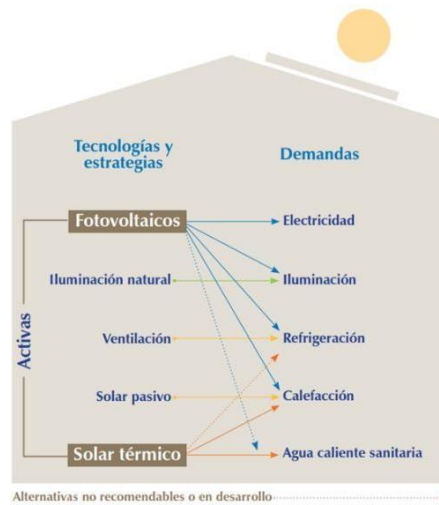 Tecnologías y
estrategias
Demandas
Fotovoltaicos
Electricidad
Iluminación natural
Iluminación
Activas
Ventilación
Refrigeración
Solar pasivo
Calefacción
Solar térmico
Agua caliente sanitaria
Alternativas no recomendables o en desarrollo